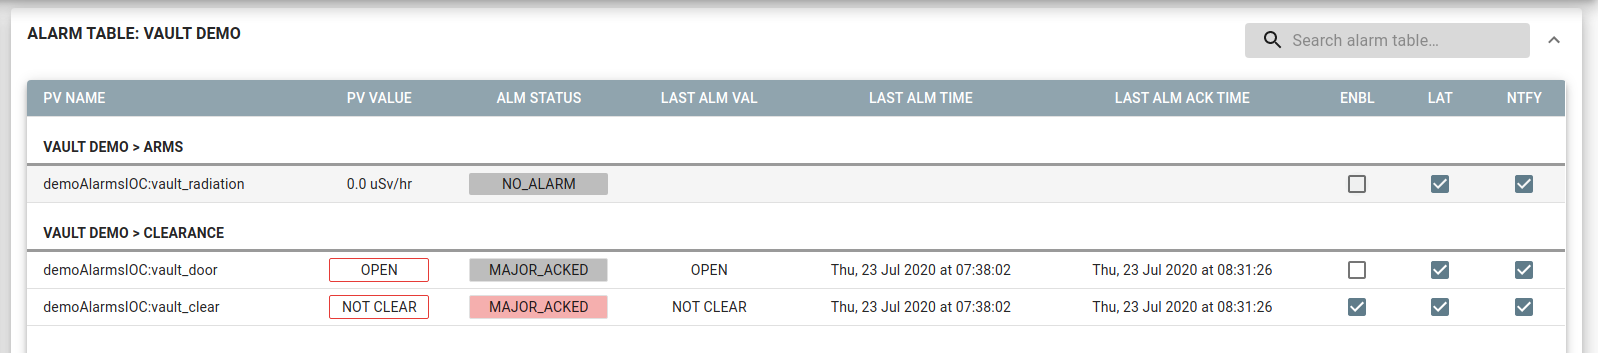 ALARM TABLE: VAULT DEMO
Search alarm table...
PV NAME PV VALUE ALM STATUS LAST ALM VAL LAST ALM TIME LAST ALM ACK TIME ENBL LAT NTFY
VAULT DEMO > ARMS
demoAlarmsIOC:vault_radiation 0.0 uSv/hr NO_ALARM
VAULT DEMO > CLEARANCE
demoAlarmsIOC:vault_door OPEN MAJOR_ACKED OPEN Thu, 23 Jul 2020 at 07:38:02 Thu, 23 Jul 2020 at 08:31:26
demoAlarmsIOC:vault_clear NOT CLEAR MAJOR_ACKED NOT CLEAR Thu, 23 Jul 2020 at 07:38:02 Thu, 23 Jul 2020 at 08:31:26